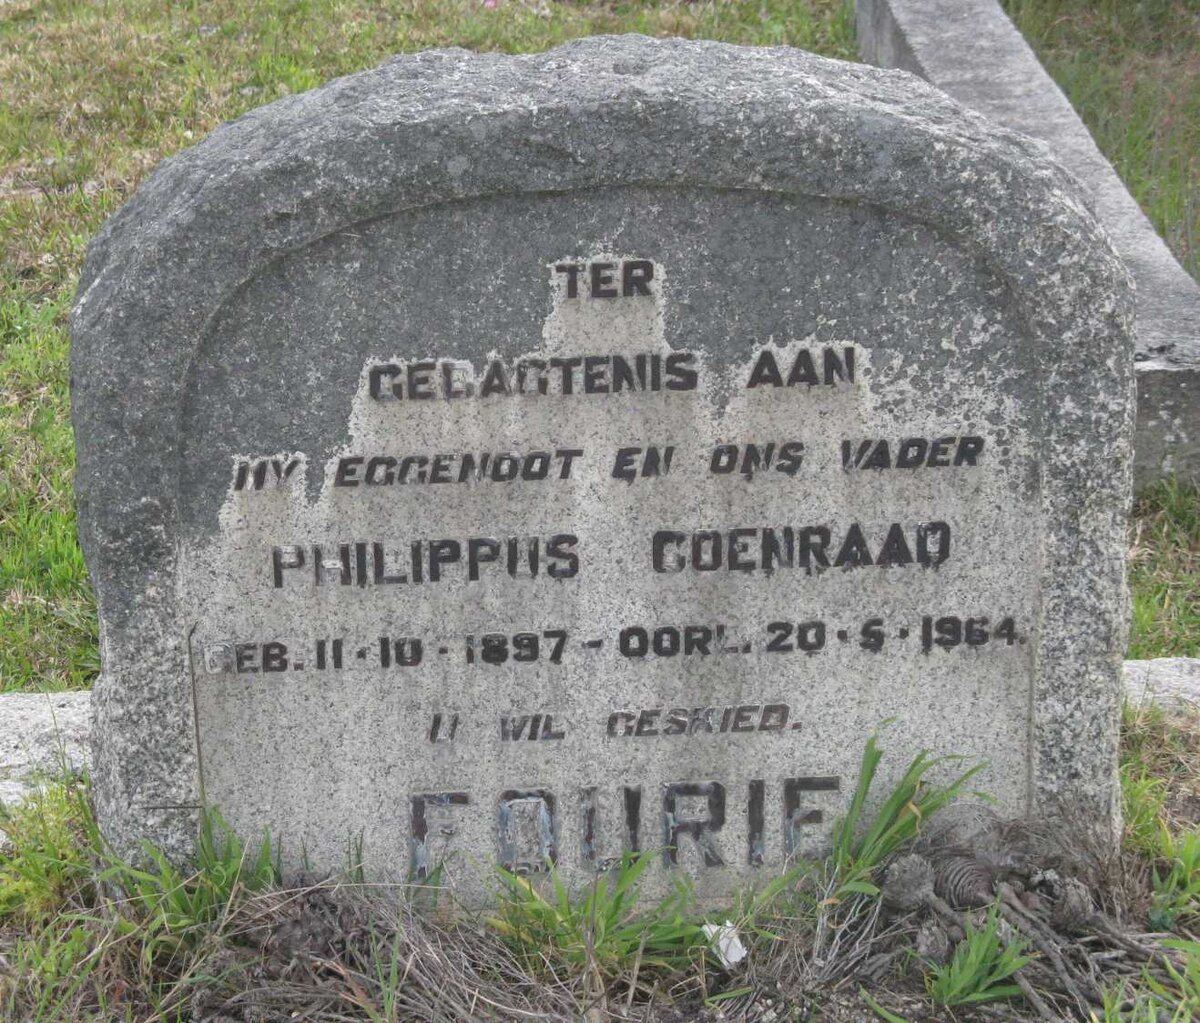 TER
GEDAGTENIS AAN
MY EGGENOOT EN ONS VADER
PHILIPPUS COENRAAD
GEB. 11·10·1897 - OORL. 20·5·1964.
U WIL GESKIED.
FOURIE